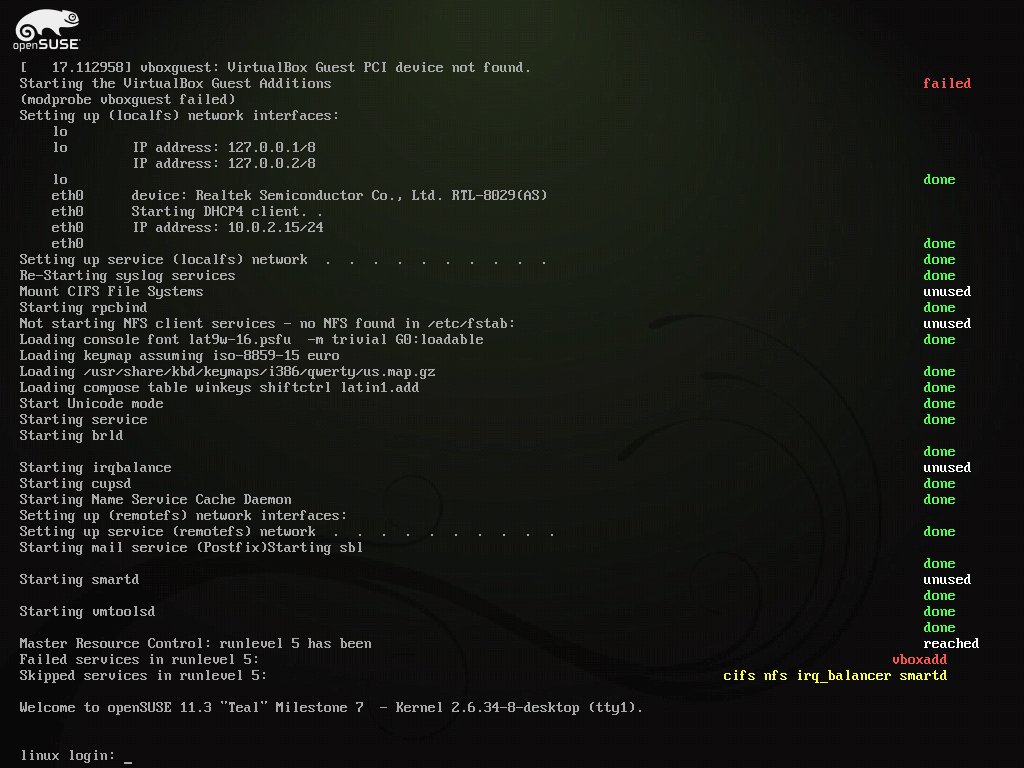 openSUSE
[   17.112958] vboxguest: VirtualBox Guest PCI device not found.
Starting the VirtualBox Guest Additions failed
(modprobe vboxguest failed)
Setting up (localfs) network interfaces:
lo
lo IP address: 127.0.0.1/8
IP address: 127.0.0.2/8
lo done
eth0 device: Realtek Semiconductor Co., Ltd. RTL-8029(AS)
eth0 Starting DHCP4 client. .
eth0 IP address: 10.0.2.15/24
eth0 done
Setting up service (localfs) network . . . . . . . . . . done
Re-Starting syslog services done
Mount CIFS File Systems unused
Starting rpcbind done
Not starting NFS client services - no NFS found in /etc/fstab: unused
Loading console font lat9w-16.psfu  -m trivial G0:loadable done
Loading keymap assuming iso-8859-15 euro
Loading /usr/share/kbd/keymaps/i386/qwerty/us.map.gz done
Loading compose table winkeys shiftctrl latin1.add done
Start Unicode mode done
Starting service done
Starting brld
done
Starting irqbalance unused
Starting cupsd done
Starting Name Service Cache Daemon done
Setting up (remotefs) network interfaces:
Setting up service (remotefs) network . . . . . . . . . . done
Starting mail service (Postfix)Starting sbl
done
Starting smartd unused
done
Starting vmtoolsd done
done
Master Resource Control: runlevel 5 has been reached
Failed services in runlevel 5: vboxadd
Skipped services in runlevel 5: cifs nfs irq_balancer smartd
Welcome to openSUSE 11.3 "Teal" Milestone 7  - Kernel 2.6.34-8-desktop (tty1).
linux login: _